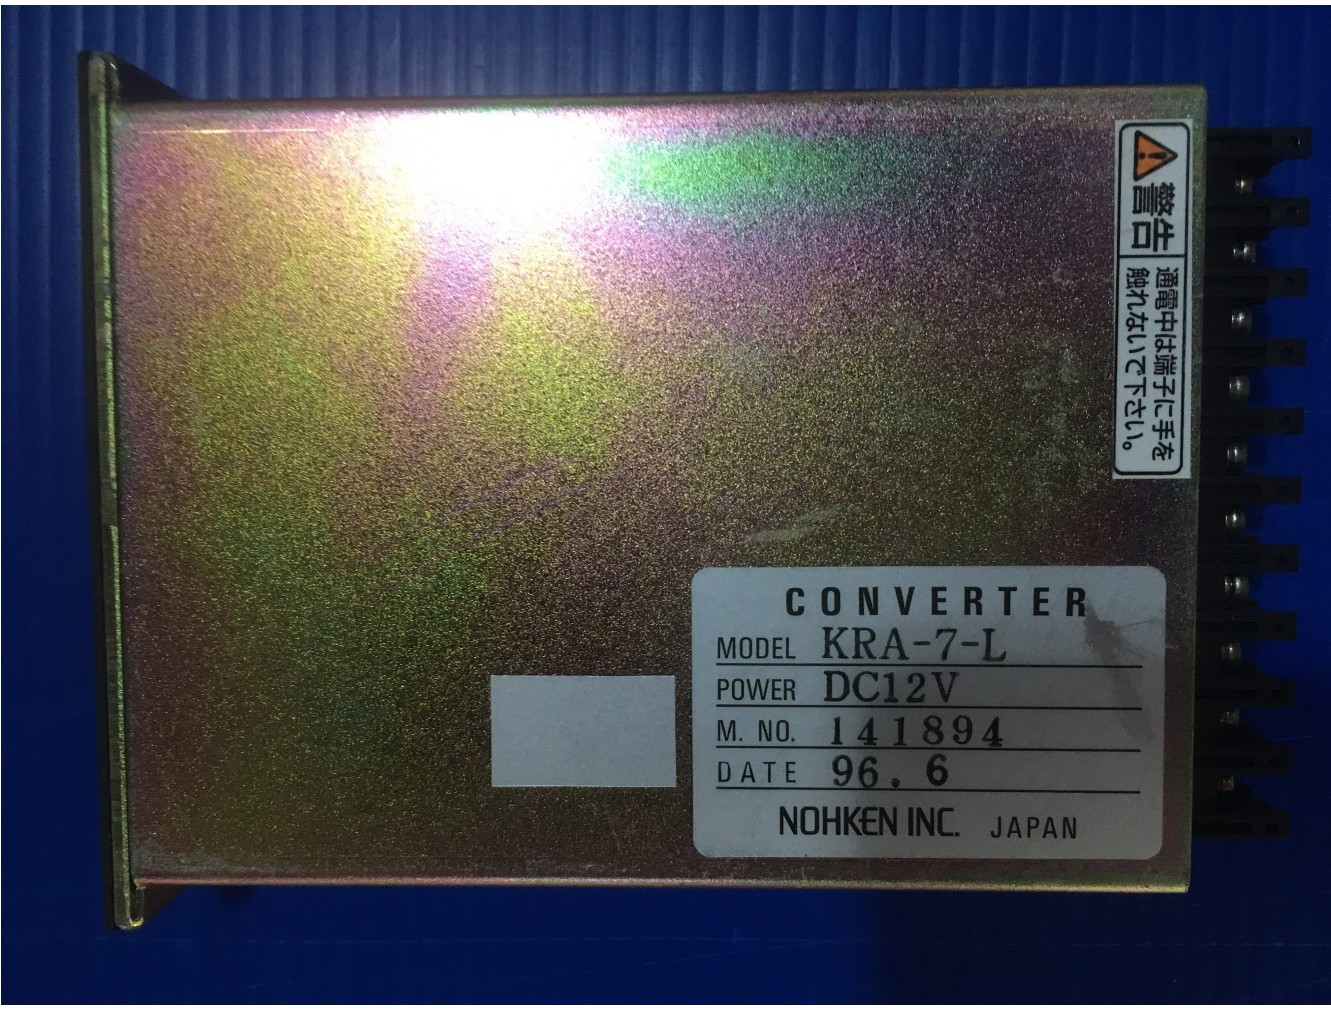 警告
通電中は端子に手を
触れないで下さい。
CONVERTER
MODEL KRA-7-L
POWER DC12V
M. NO. 141894
DATE 96.6
NOHKEN INC. JAPAN